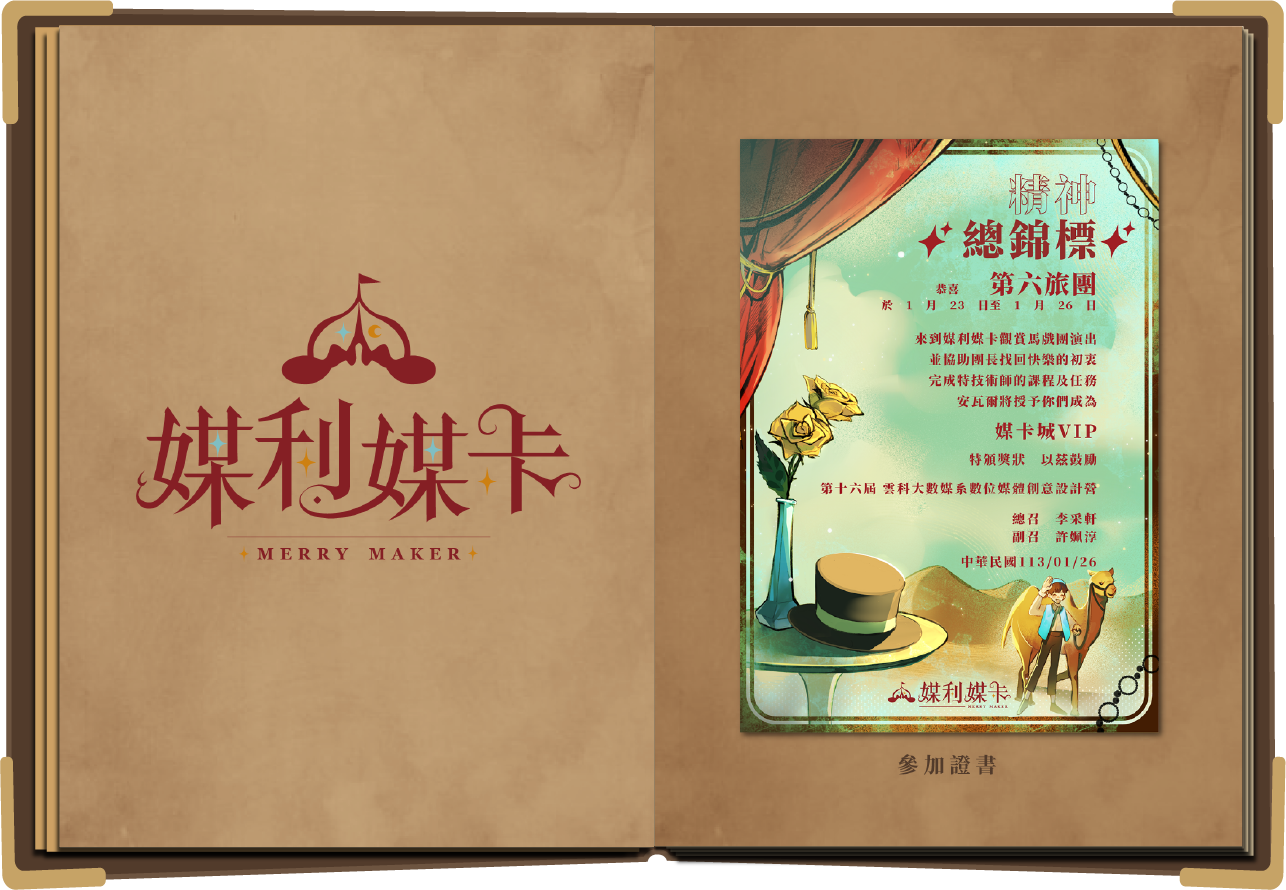 媒利媒卡
MERRY MAKER
精神
總錦標
恭喜 第六旅團
於 1 月 23 日至 1 月 26 日
來到媒利媒卡觀賞馬戲團演出
並協助團長找回快樂的初衷
完成特技術師的課程及任務
安瓦爾將授予你們成為
媒卡城VIP
特頒獎狀 以茲鼓勵
第十六屆 雲科大數媒系數位媒體創意設計營
總召 李采軒
副召 許姵淳
中華民國113/01/26
媒利媒卡
MERRY MAKER
參加證書